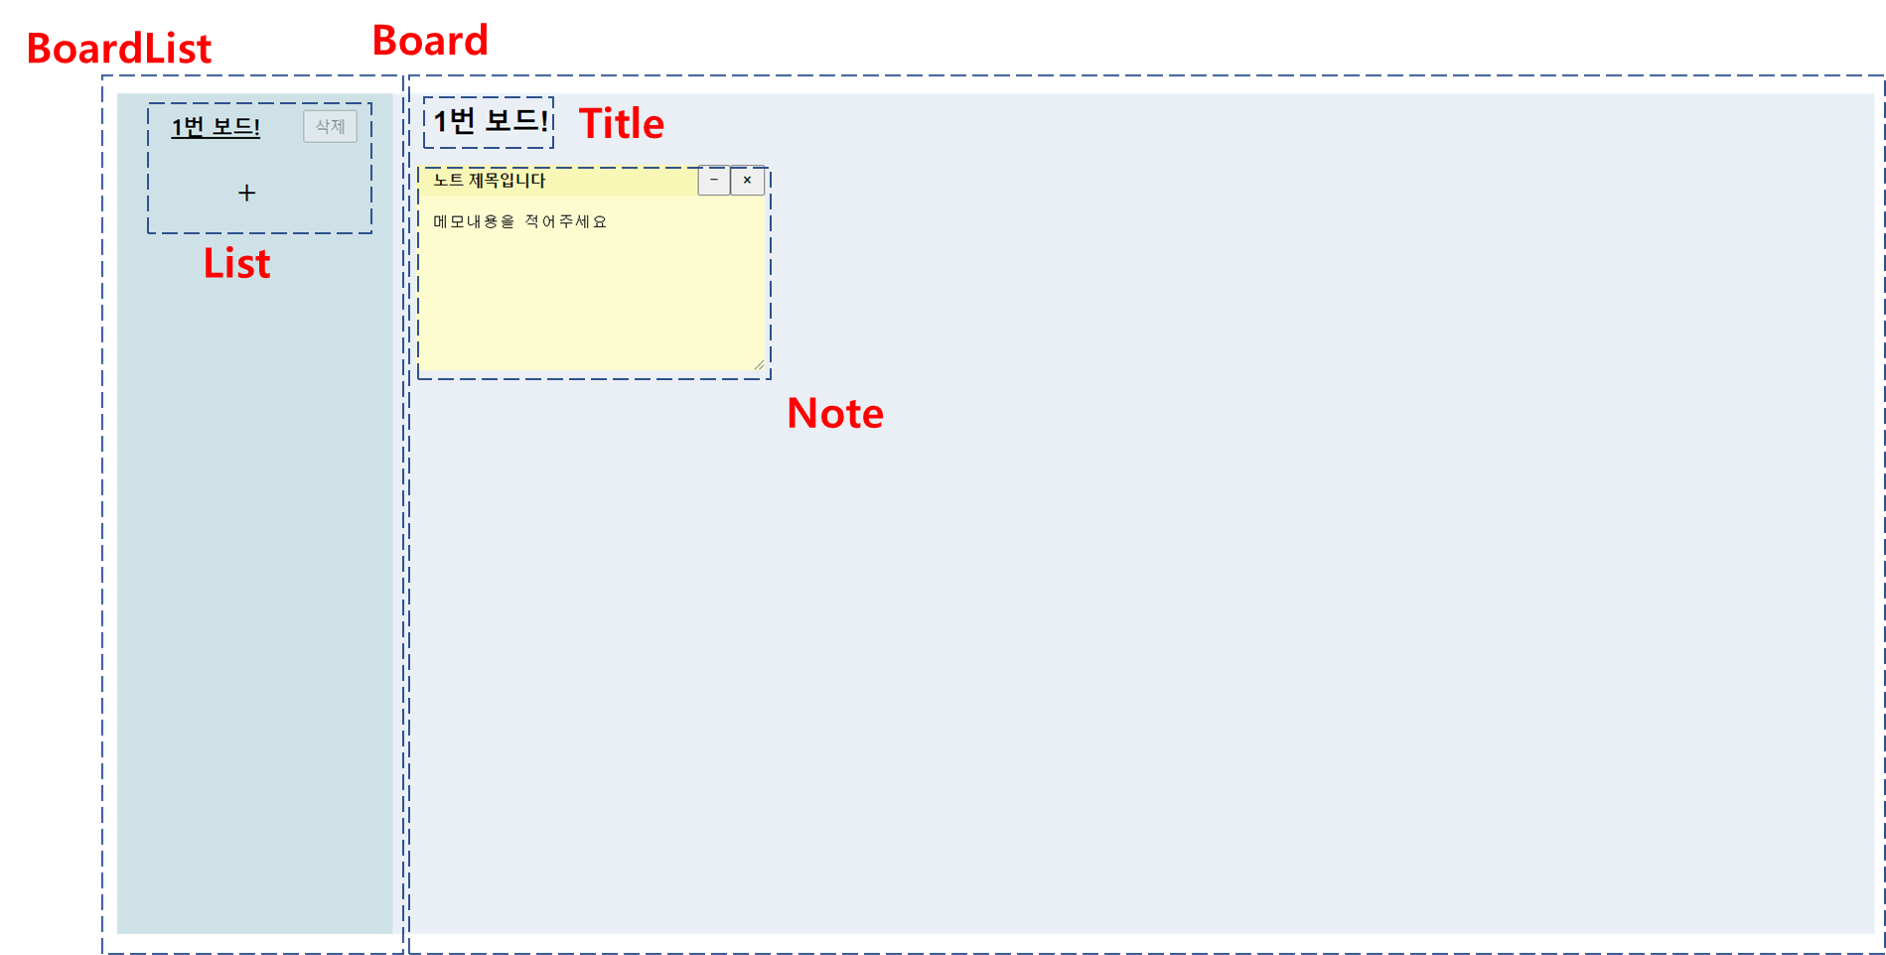 BoardList
Board
1번 보드!
삭제
+
List
1번 보드!
Title
노트 제목입니다
− ×
메모내용을 적어주세요
Note